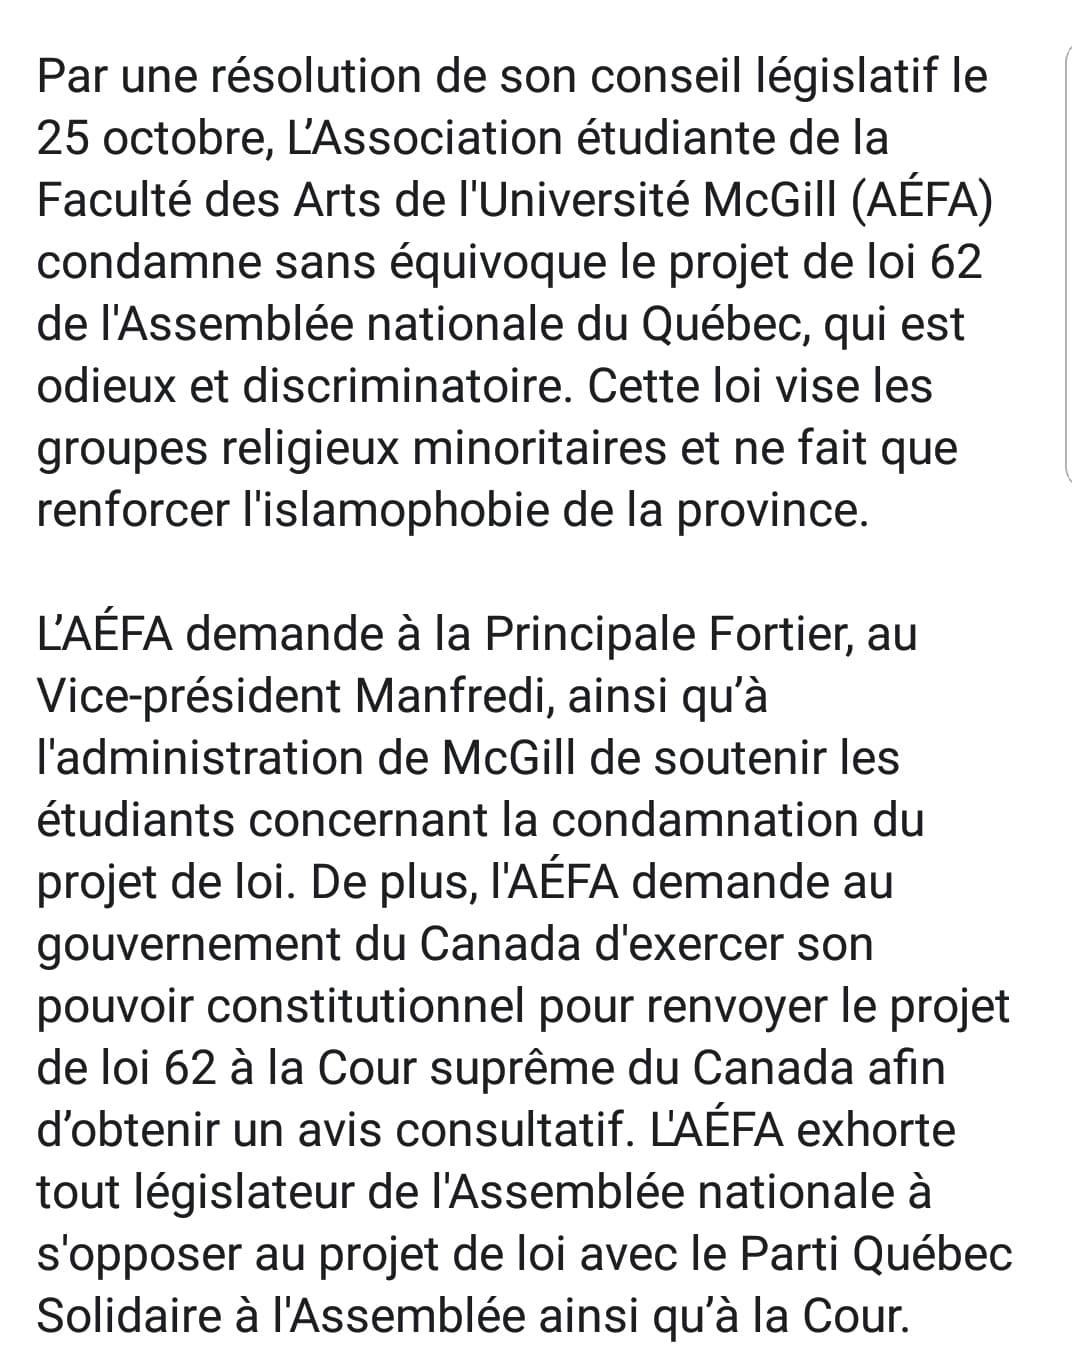 Par une résolution de son conseil législatif le
25 octobre, L’Association étudiante de la
Faculté des Arts de l'Université McGill (AÉFA)
condamne sans équivoque le projet de loi 62
de l'Assemblée nationale du Québec, qui est
odieux et discriminatoire. Cette loi vise les
groupes religieux minoritaires et ne fait que
renforcer l'islamophobie de la province.

L’AÉFA demande à la Principale Fortier, au
Vice-président Manfredi, ainsi qu’à
l'administration de McGill de soutenir les
étudiants concernant la condamnation du
projet de loi. De plus, l'AÉFA demande au
gouvernement du Canada d'exercer son
pouvoir constitutionnel pour renvoyer le projet
de loi 62 à la Cour suprême du Canada afin
d’obtenir un avis consultatif. L'AÉFA exhorte
tout législateur de l'Assemblée nationale à
s'opposer au projet de loi avec le Parti Québec
Solidaire à l'Assemblée ainsi qu’à la Cour.